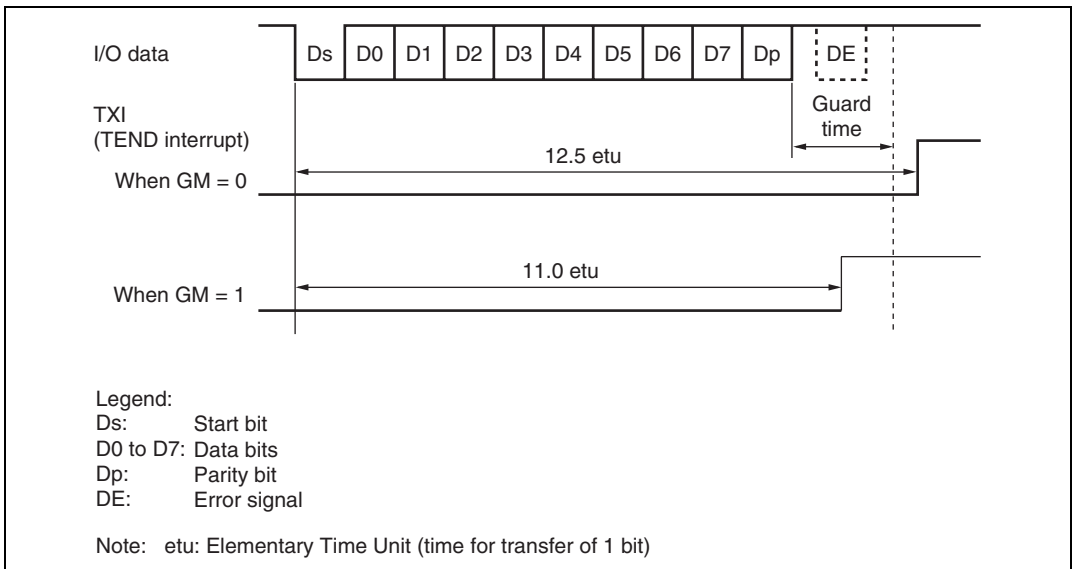 I/O data
Ds D0 D1 D2 D3 D4 D5 D6 D7 Dp DE
Guard
time
TXI
(TEND interrupt)
12.5 etu
When GM = 0
11.0 etu
When GM = 1
Legend:
Ds: Start bit
D0 to D7: Data bits
Dp: Parity bit
DE: Error signal
Note: etu: Elementary Time Unit (time for transfer of 1 bit)